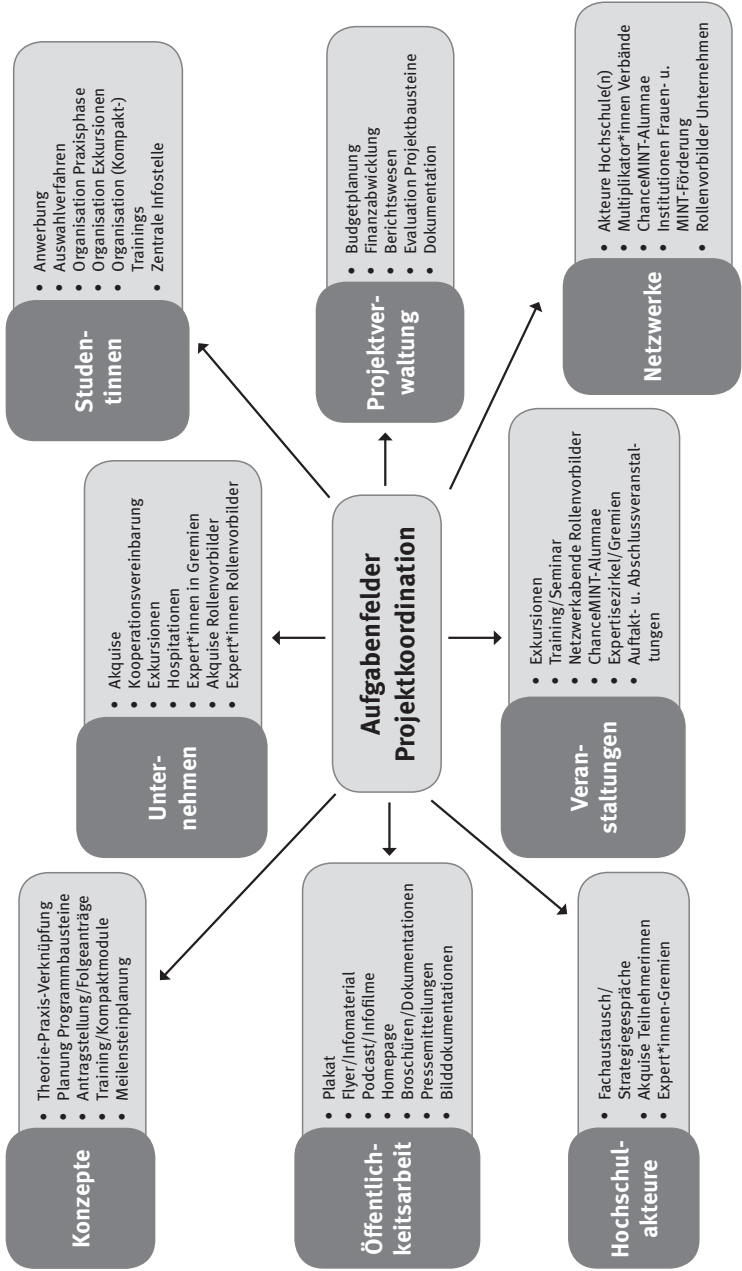 Konzepte
• Theorie-Praxis-Verknüpfung
• Planung Programmbausteine
• Antragstellung/Folgeanträge
• Training/Kompaktmodule
• Meilensteinplanung
Unter-
nehmen
• Akquise
• Kooperationsvereinbarung
• Exkursionen
• Hospitationen
• Expert*innen in Gremien
• Akquise Rollenvorbilder
• Expert*innen Rollenvorbilder
Studen-
tinnen
• Anwerbung
• Auswahlverfahren
• Organisation Praxisphase
• Organisation Exkursionen
• Organisation (Kompakt-)
Trainings
• Zentrale Infostelle
Öffentlich-
keitsarbeit
• Plakat
• Flyer/Infomaterial
• Podcast/Infofilme
• Homepage
• Broschüren/Dokumentationen
• Pressemitteilungen
• Bilddokumentationen
Aufgabenfelder
Projektkoordination
Projektver-
waltung
• Budgetplanung
• Finanzabwicklung
• Berichtswesen
• Evaluation Projektbausteine
• Dokumentation
Hochschul-
akteure
• Fachaustausch/
Strategiegespräche
• Akquise Teilnehmerinnen
• Expert*innen-Gremien
Veran-
staltungen
• Exkursionen
• Training/Seminar
• Netzwerkabende Rollenvorbilder
• ChanceMINT-Alumnae
• Expertisezirkel/Gremien
• Auftakt- u. Abschlussveranstal-
tungen
Netzwerke
• Akteure Hochschule(n)
• Multiplikator*innen Verbände
• ChanceMINT-Alumnae
• Institutionen Frauen- u.
MINT-Förderung
• Rollenvorbilder Unternehmen